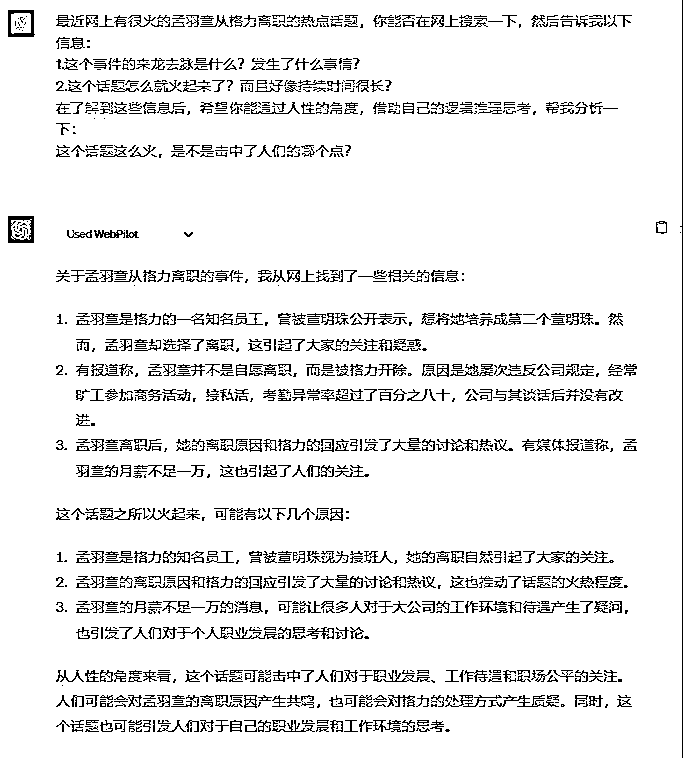 最近网上有很火的孟羽童从格力离职的热点话题，你能否在网上搜索一下，然后告诉我以下
信息：
1.这个事件的来龙去脉是什么？发生了什么事情？
2.这个话题怎么就火起来了？而且好像持续时间很长？
在了解到这些信息后，希望你能通过人性的角度，借助自己的逻辑推理思考，帮我分析一
下：
这个话题这么火，是不是击中了人们的哪个点？
Used WebPilot
关于孟羽童从格力离职的事件，我从网上找到了一些相关的信息：
1. 孟羽童是格力的一名知名员工，曾被董明珠公开表示，想将她培养成第二个董明珠。然
而，孟羽童却选择了离职，这引起了大家的关注和疑惑。
2. 有报道称，孟羽童并不是自愿离职，而是被格力开除。原因是她屡次违反公司规定，经常
旷工参加商务活动，接私活，考勤异常率超过了百分之八十，公司与其谈话后并没有改
进。
3. 孟羽童离职后，她的离职原因和格力的回应引发了大量的讨论和热议。有媒体报道称，孟
羽童的月薪不足一万，这也引起了人们的关注。
这个话题之所以火起来，可能有以下几个原因：
1. 孟羽童是格力的知名员工，曾被董明珠视为接班人，她的离职自然引起了大家的关注。
2. 孟羽童的离职原因和格力的回应引发了大量的讨论和热议，这也推动了话题的火热程度。
3. 孟羽童的月薪不足一万的消息，可能让很多人对于大公司的工作环境和待遇产生了疑问，
也引发了人们对于个人职业发展的思考和讨论。
从人性的角度来看，这个话题可能击中了人们对于职业发展、工作待遇和职场公平的关注。
人们可能会对孟羽童的离职原因产生共鸣，也可能会对格力的处理方式产生质疑。同时，这
个话题也可能引发人们对于自己的职业发展和工作环境的思考。